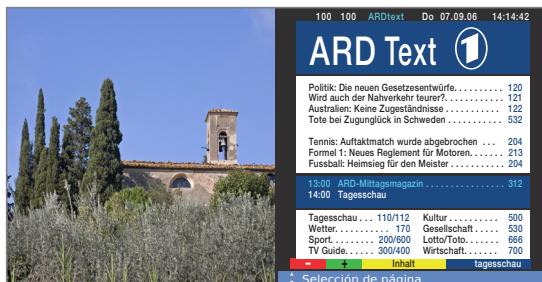 100 100 ARDtext Do 07.09.06 14:14:42
ARD Text 1
Politik: Die neuen Gesetzesentwürfe. . . . . . . . . . 120
Wird auch der Nahverkehr teurer?. . . . . . . . . . . . 121
Australien: Keine Zugeständnisse . . . . . . . . . . . . 122
Tote bei Zugunglück in Schweden . . . . . . . . . . . 532
Tennis: Auftaktmatch wurde abgebrochen . . . 204
Formel 1: Neues Reglement für Motoren. . . . . . . 213
Fussball: Heimsieg für den Meister . . . . . . . . . . . 204
13:00 ARD-Mittagsmagazin . . . . . . . . . . . . . . . . 312
14:00 Tagesschau
Tagesschau . . . 110/112 Kultur . . . . . . . . . . 500
Wetter. . . . . . . . . . . 170 Gesellschaft . . . . . 530
Sport. . . . . . . . 200/600 Lotto/Toto. . . . . . . 666
TV Guide. . . . . 300/400 Wirtschaft. . . . . . . 700
– + Inhalt tagesschau
Selección de página